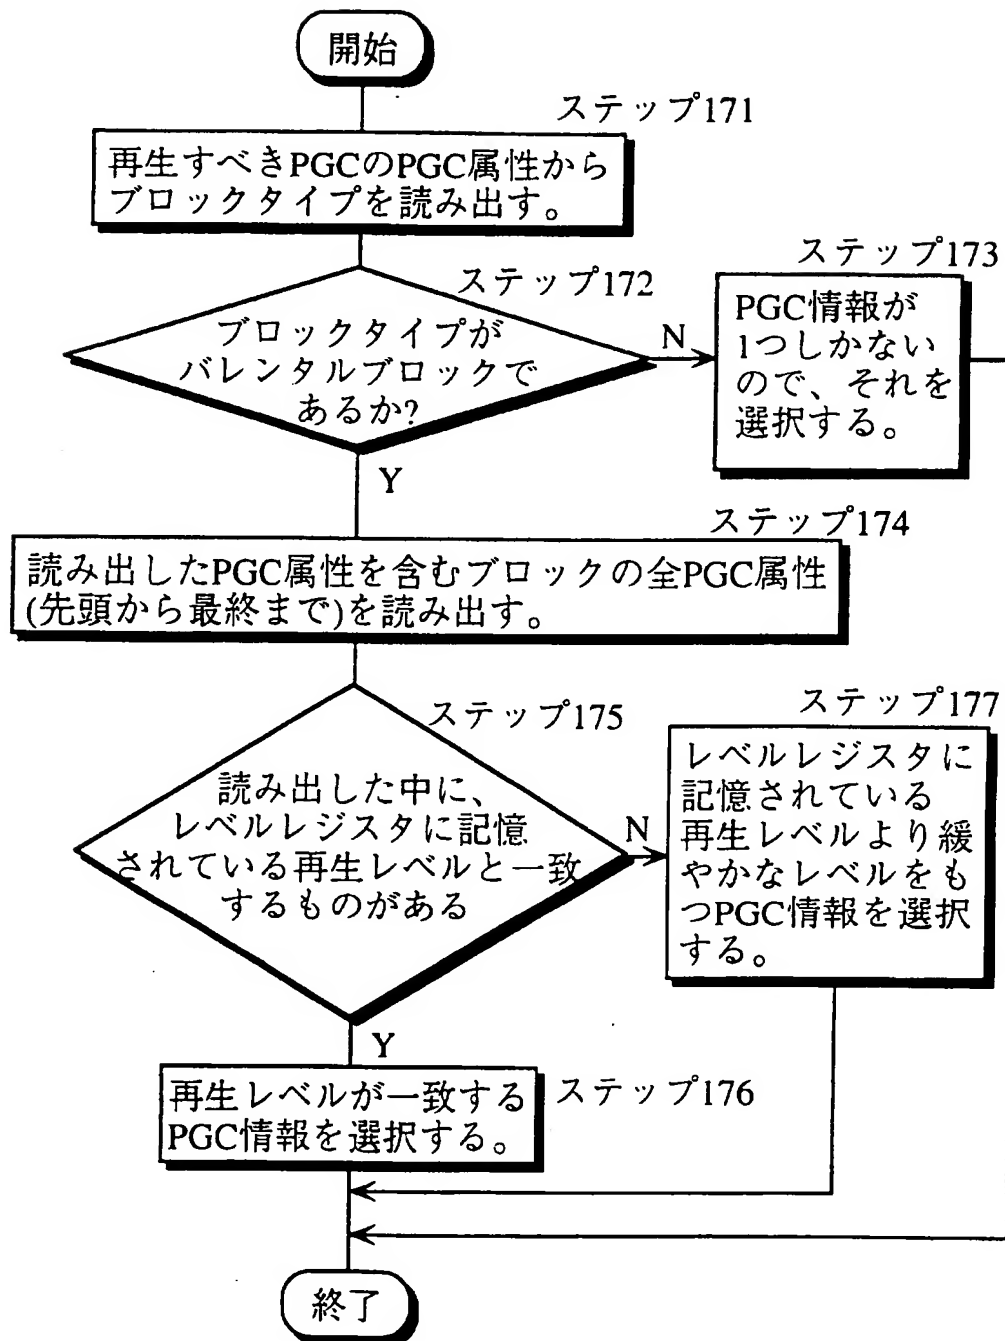 開始
ステップ171
再生すべきPGCのPGC属性から
ブロックタイプを読み出す。
ステップ172
ブロックタイプが
バレンタルブロックで
あるか?
N
Y
ステップ173
PGC情報が
1つしかない
ので、それを
選択する。
ステップ174
読み出したPGC属性を含むブロックの全PGC属性
(先頭から最終まで)を読み出す。
ステップ175
読み出した中に、
レベルレジスタに記憶
されている再生レベルと一致
するものがある
N
Y
ステップ177
レベルレジスタに
記憶されている
再生レベルより緩
やかなレベルをも
つPGC情報を選択
する。
再生レベルが一致する
PGC情報を選択する。
ステップ176
終了